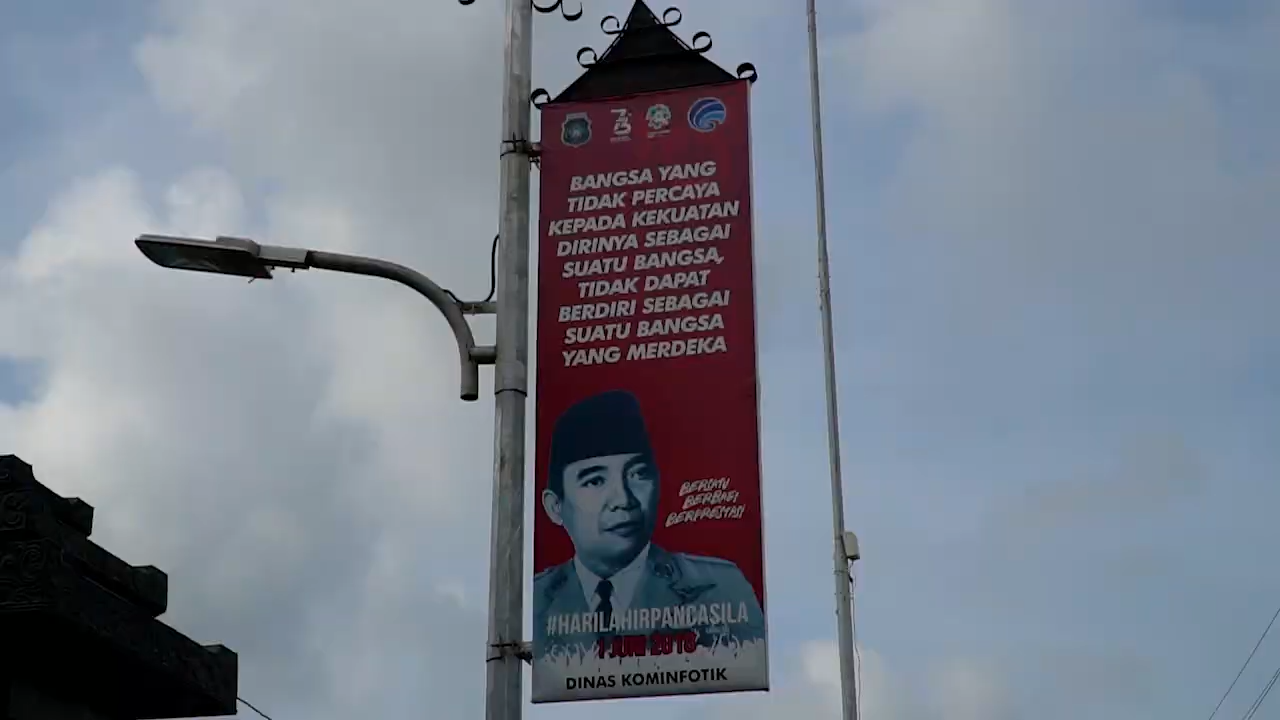 73
BANGSA YANG
TIDAK PERCAYA
KEPADA KEKUATAN
DIRINYA SEBAGAI
SUATU BANGSA,
TIDAK DAPAT
BERDIRI SEBAGAI
SUATU BANGSA
YANG MERDEKA
BERSATU
BERBAGI
BERPRESTASI
#HARILAHIRPANCASILA
1 JUNI 2018
DINAS KOMINFOTIK